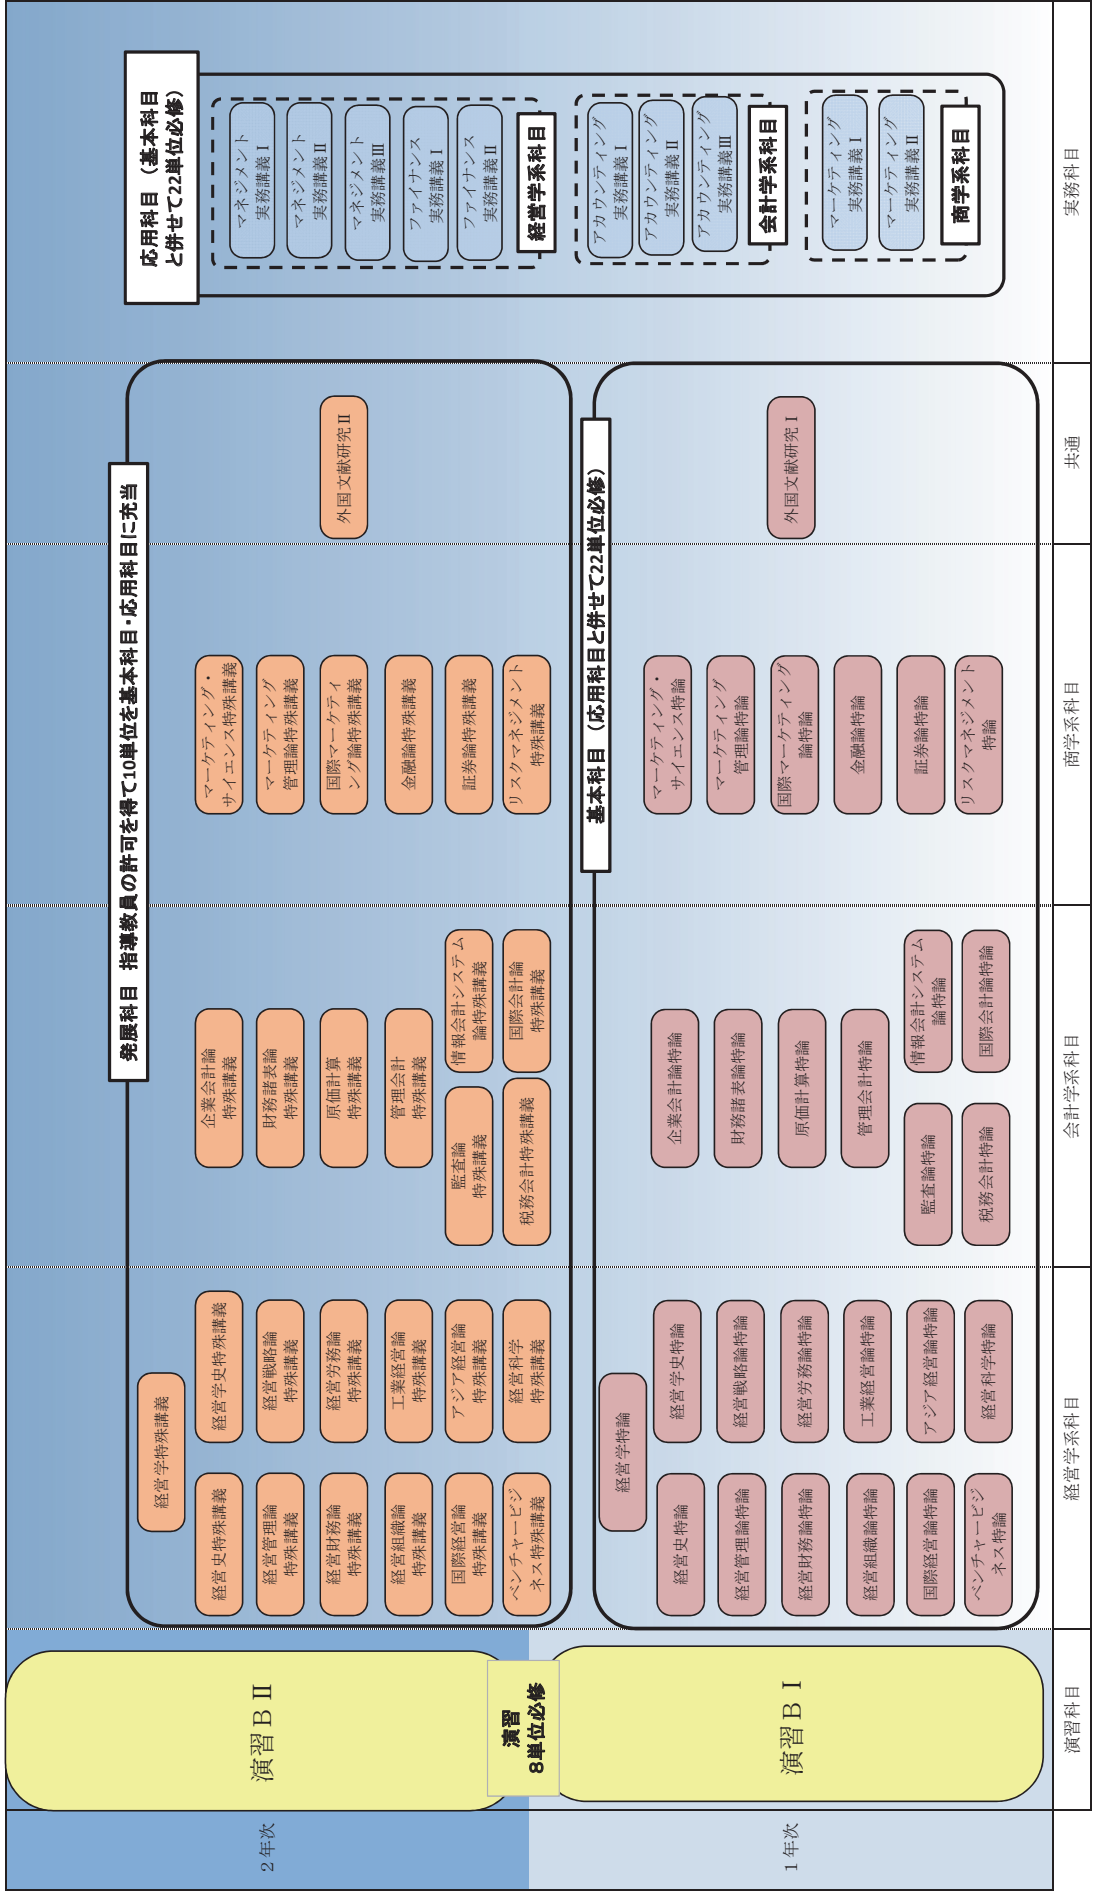 2年次
演習BⅡ
演習
8単位必修
1年次
演習BⅠ
発展科目　指導教員の許可を得て10単位を基本科目・応用科目に充当
経営学特殊講義
経営史特殊講義
経営学史特殊講義
経営管理論
特殊講義
経営戦略論
特殊講義
経営財務論
特殊講義
経営労務論
特殊講義
経営組織論
特殊講義
工業経営論
特殊講義
国際経営論
特殊講義
アジア経営論
特殊講義
ベンチャービジ
ネス特殊講義
経営科学
特殊講義
企業会計論
特殊講義
財務諸表論
特殊講義
原価計算
特殊講義
管理会計
特殊講義
監査論
特殊講義
情報会計システム
論特殊講義
税務会計特殊講義
国際会計論
特殊講義
マーケティング・
サイエンス特殊講義
マーケティング
管理論特殊講義
国際マーケティ
ング論特殊講義
金融論特殊講義
証券論特殊講義
リスクマネジメント
特殊講義
外国文献研究Ⅱ
基本科目（応用科目と併せて22単位必修）
経営学特論
経営史特論
経営学史特論
経営管理論特論
経営戦略論特論
経営財務論特論
経営労務論特論
経営組織論特論
工業経営論特論
国際経営論特論
アジア経営論特論
ベンチャービジ
ネス特論
経営科学特論
企業会計論特論
財務諸表論特論
原価計算特論
管理会計特論
監査論特論
情報会計システム
論特論
税務会計特論
国際会計論特論
マーケティング・
サイエンス特論
マーケティング
管理論特論
国際マーケティング
論特論
金融論特論
証券論特論
リスクマネジメント
特論
外国文献研究Ⅰ
応用科目（基本科目
と併せて22単位必修）
マネジメント
実務講義Ⅰ
マネジメント
実務講義Ⅱ
マネジメント
実務講義Ⅲ
ファイナンス
実務講義Ⅰ
ファイナンス
実務講義Ⅱ
経営学系科目
アカウンティング
実務講義Ⅰ
アカウンティング
実務講義Ⅱ
アカウンティング
実務講義Ⅲ
会計学系科目
マーケティング
実務講義Ⅰ
マーケティング
実務講義Ⅱ
商学系科目
演習科目
経営学系科目
会計学系科目
商学系科目
共通
実務科目